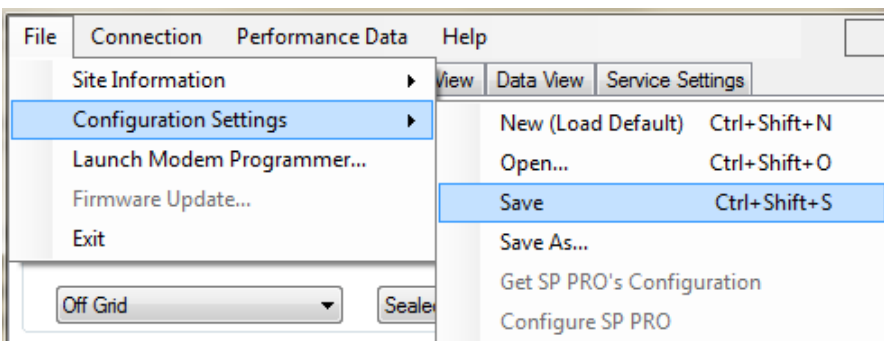 File Connection Performance Data Help
Site Information
View Data View Service Settings
Configuration Settings
Launch Modem Programmer...
Firmware Update...
Exit
New (Load Default) Ctrl+Shift+N
Open... Ctrl+Shift+O
Save Ctrl+Shift+S
Save As...
Get SP PRO's Configuration
Configure SP PRO
Off Grid